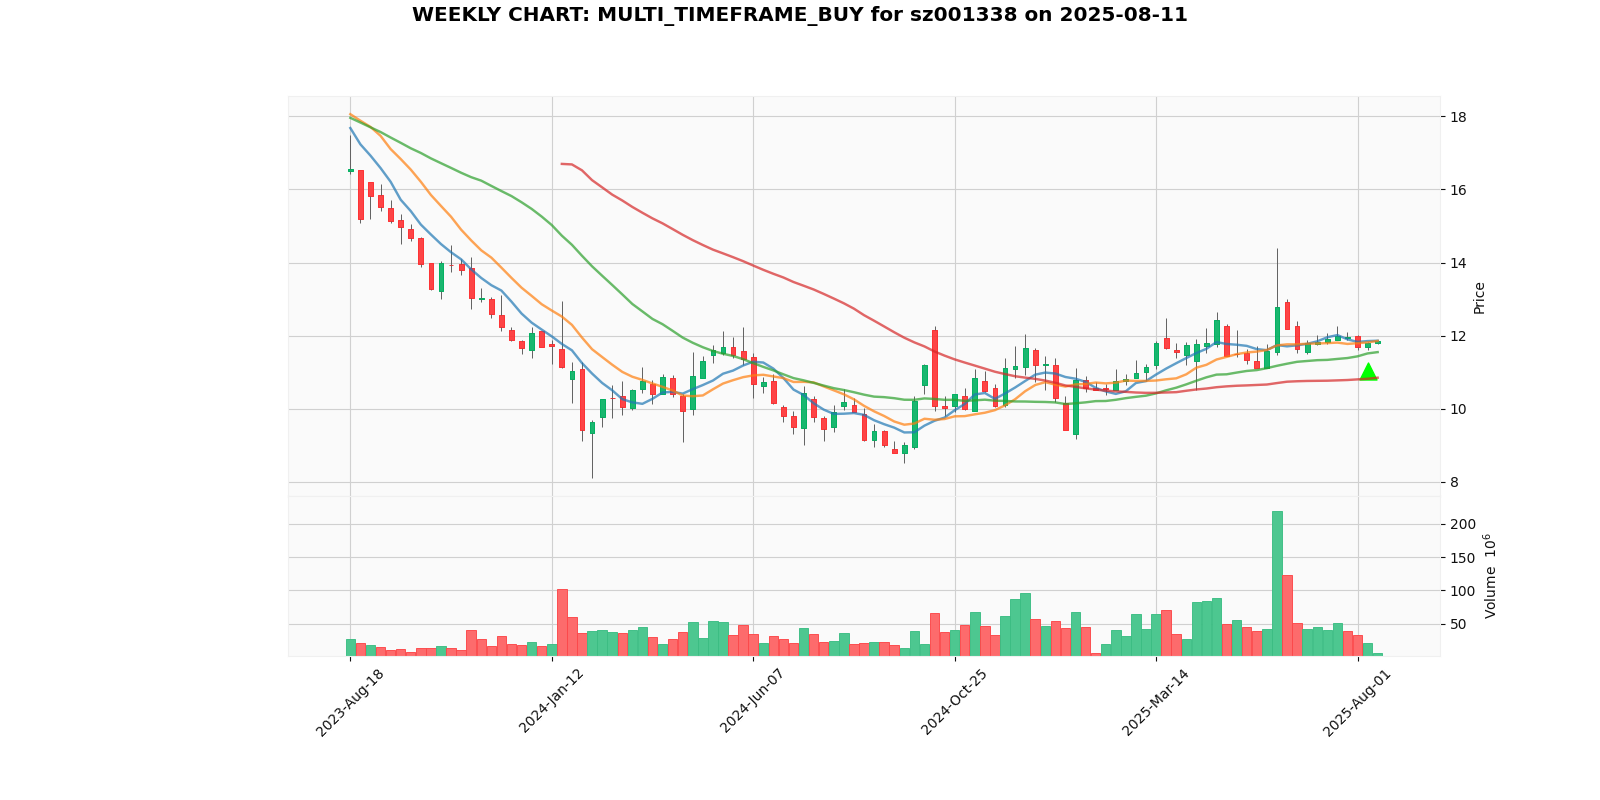 WEEKLY CHART: MULTI_TIMEFRAME_BUY for sz001338 on 2025-08-11
18
16
14
12
10
8
Price
200
150
100
50
Volume 10^6
2023-Aug-18
2024-Jan-12
2024-Jun-07
2024-Oct-25
2025-Mar-14
2025-Aug-01